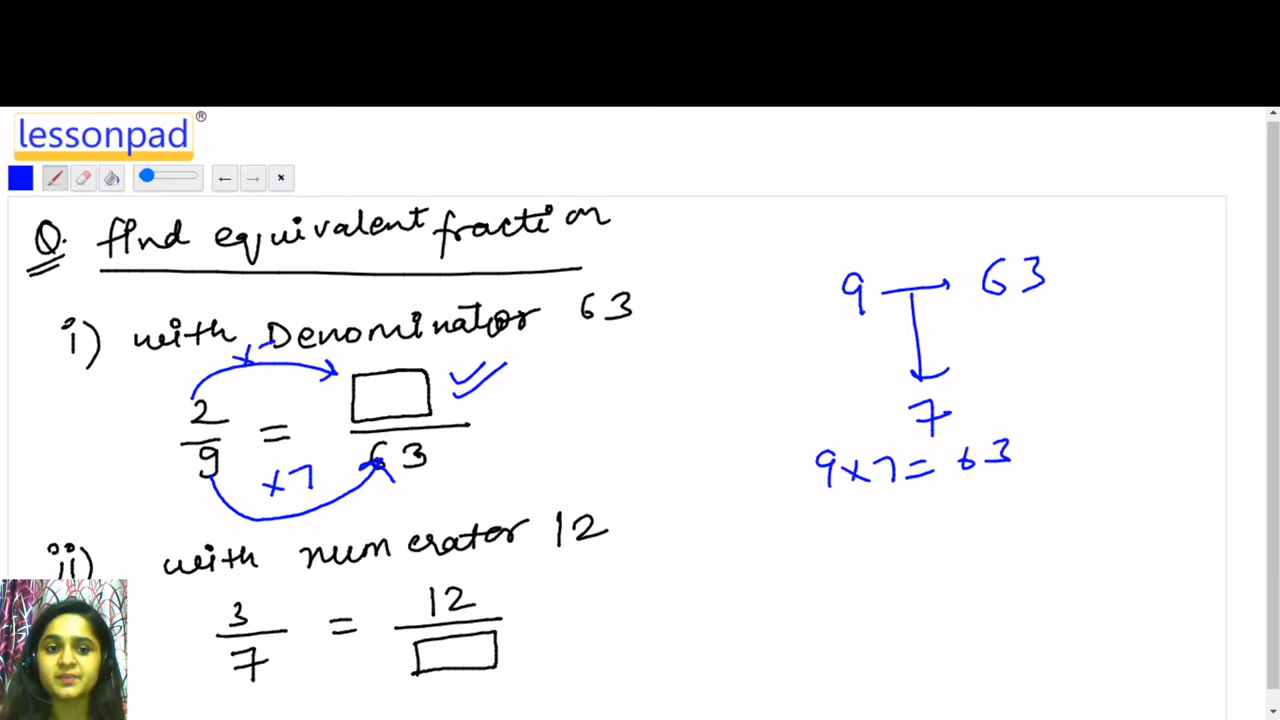 lessonpad®
Q. find equivalent fraction
i) with Denominator 63
2/9 = □/63
×7
ii) with numerator 12
3/7 = 12/□
9 → 63
7
9×7=63